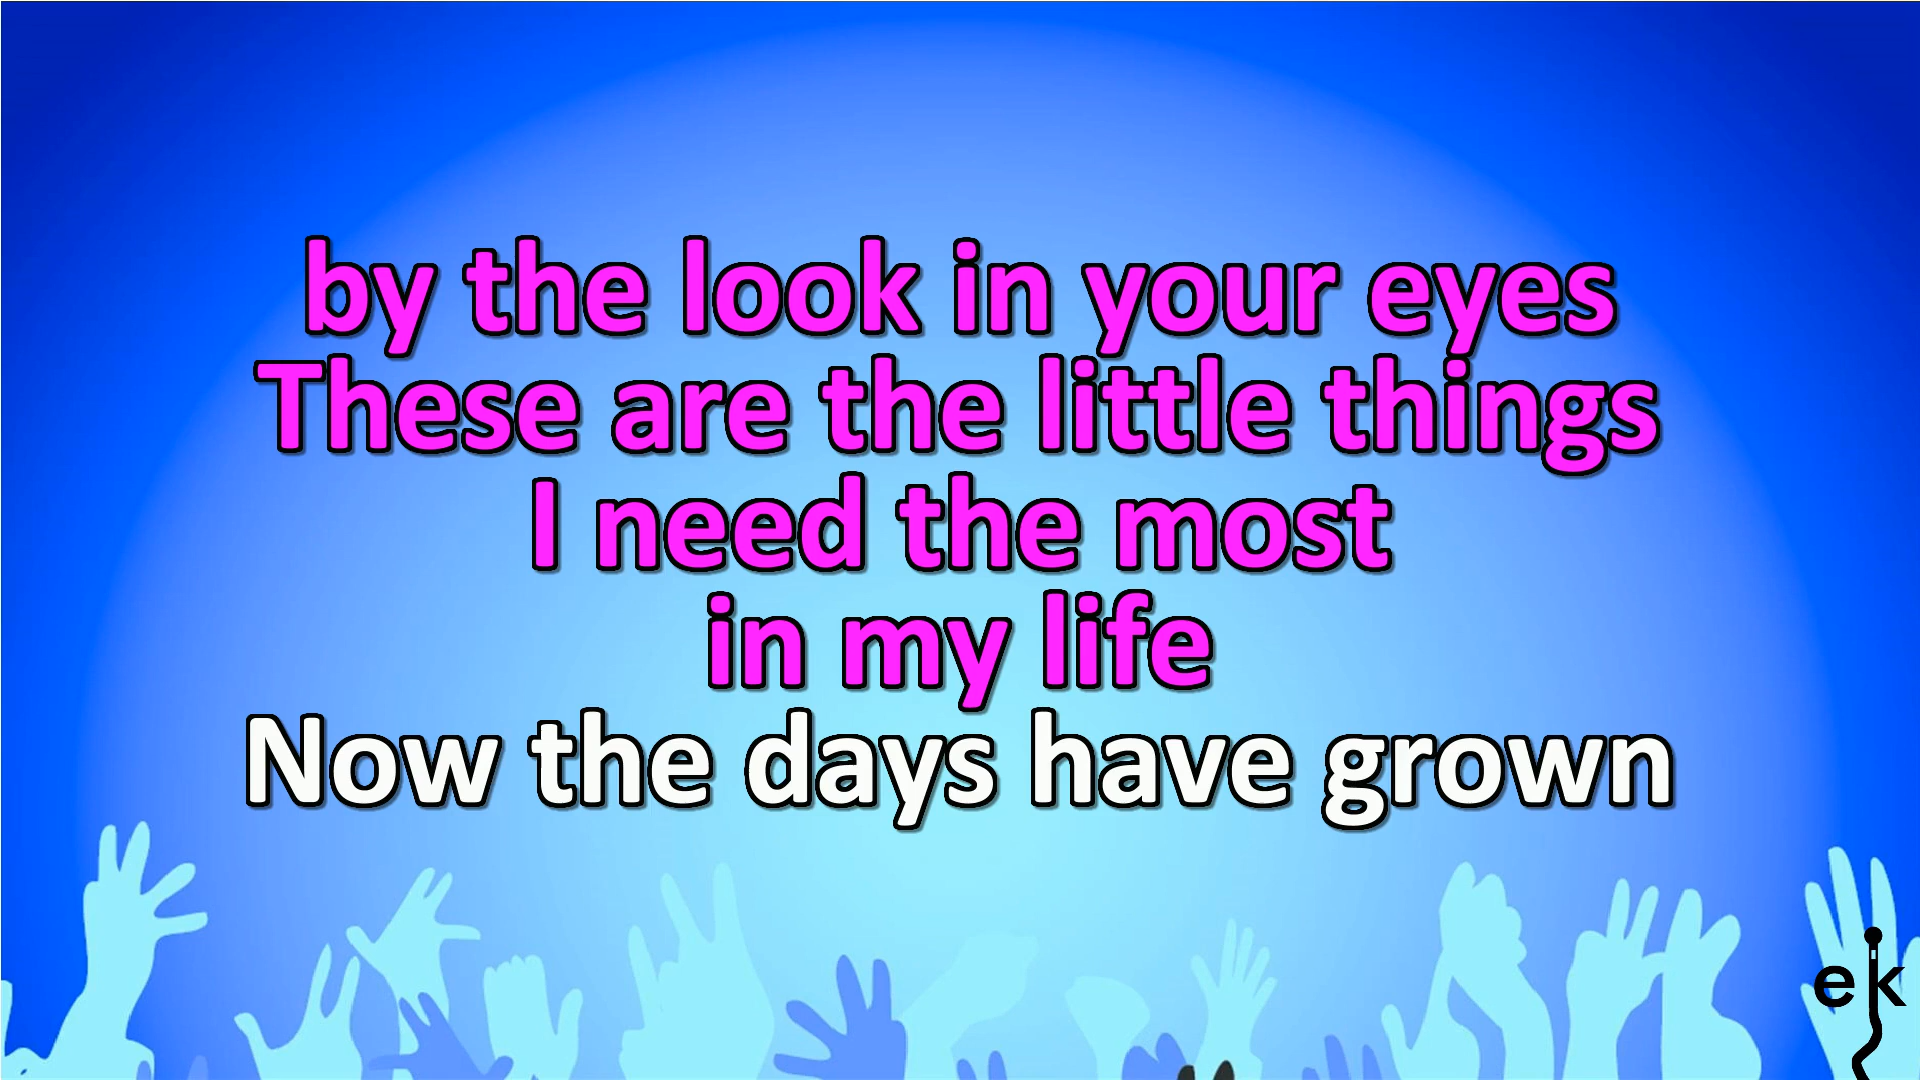 by the look in your eyes
These are the little things
I need the most
in my life
Now the days have grown
ek